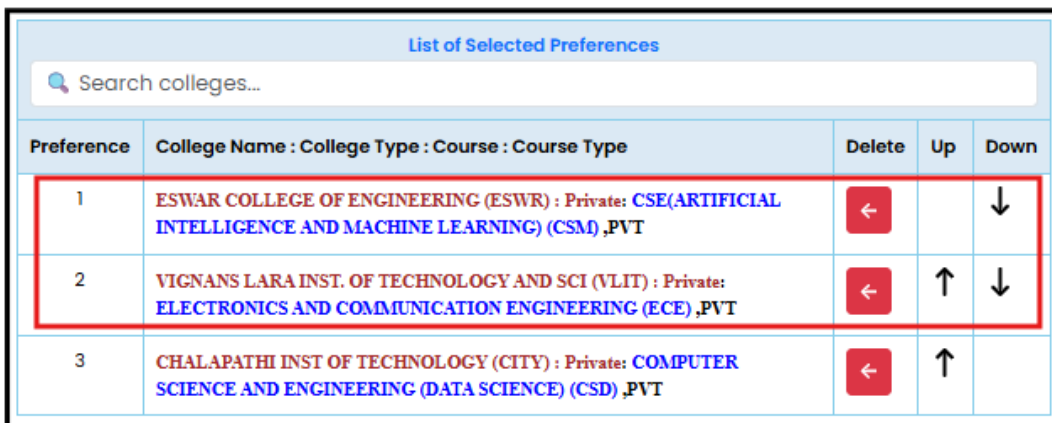 List of Selected Preferences
Search colleges...
Preference College Name : College Type : Course : Course Type Delete Up Down
1 ESWAR COLLEGE OF ENGINEERING (ESWR) : Private: CSE(ARTIFICIAL
INTELLIGENCE AND MACHINE LEARNING) (CSM) ,PVT
2 VIGNANS LARA INST. OF TECHNOLOGY AND SCI (VLIT) : Private:
ELECTRONICS AND COMMUNICATION ENGINEERING (ECE) ,PVT
3 CHALAPATHI INST OF TECHNOLOGY (CITY) : Private: COMPUTER
SCIENCE AND ENGINEERING (DATA SCIENCE) (CSD) ,PVT